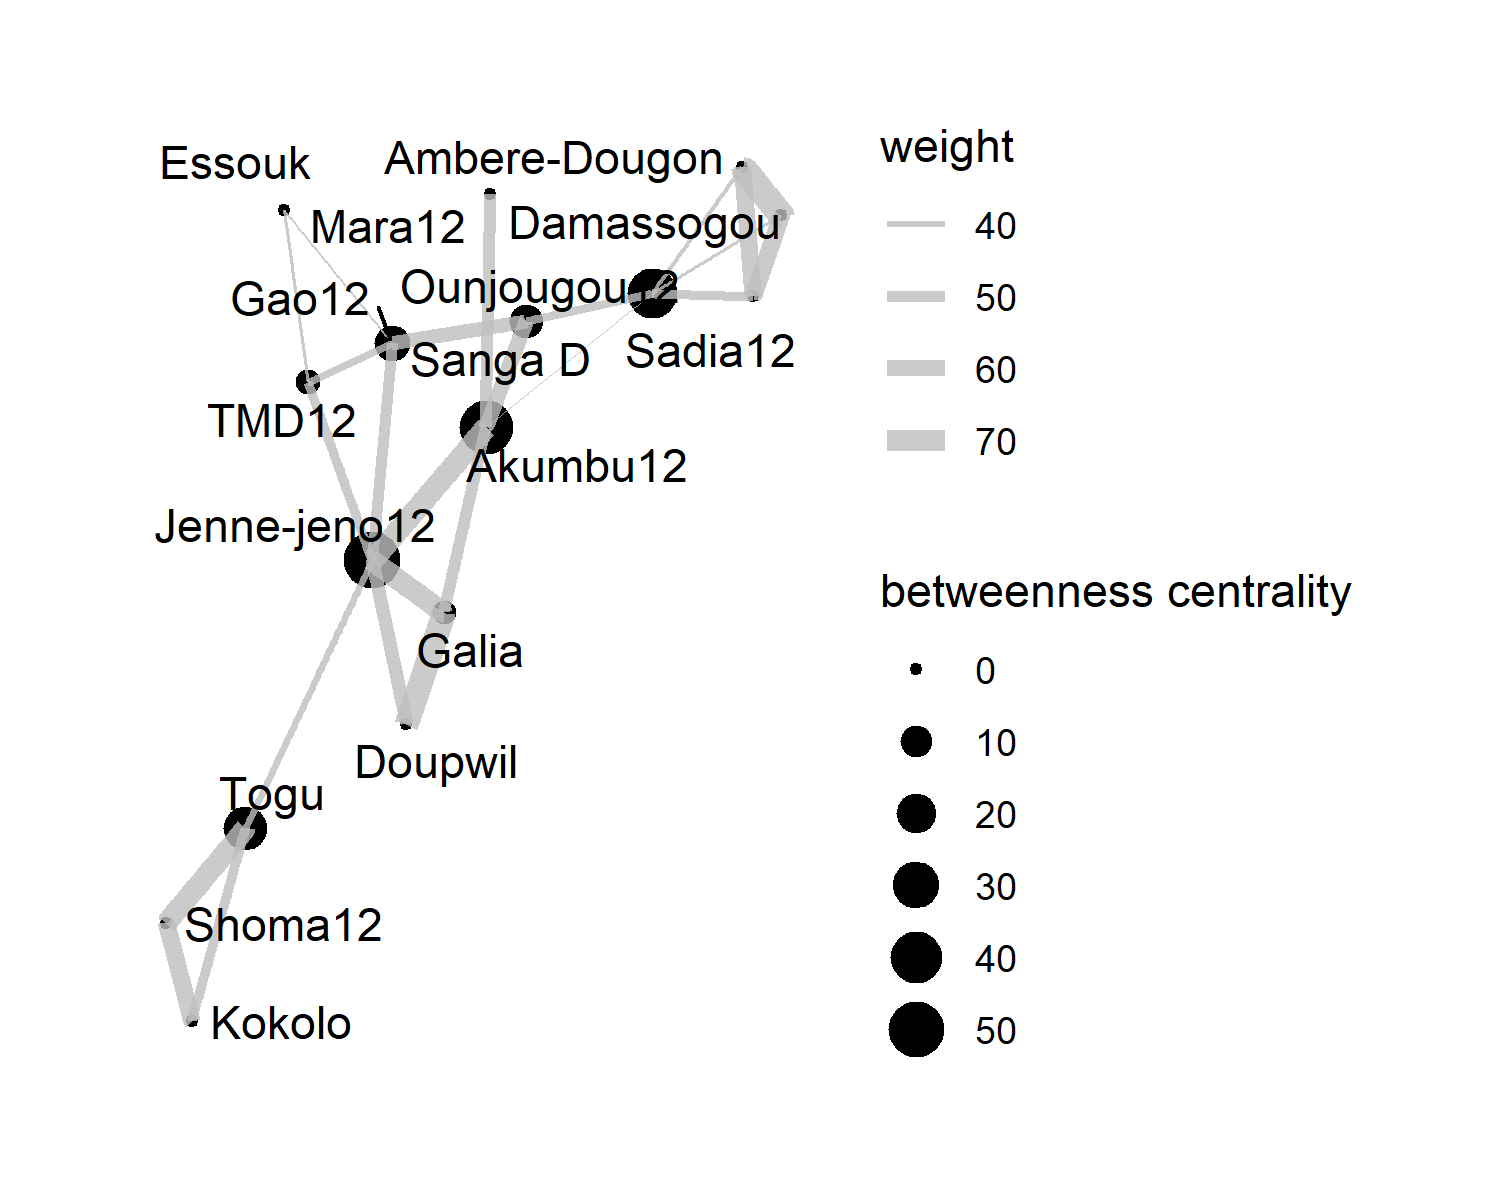 weight
Essouk
Ambere-Dougon
40
Mara12
Damassogou
Gao12
Ounjougou12
50
Sanga D
Sadia12
60
TMD12
70
Akumbu12
Jenne-jeno12
betweenness centrality
Galia
0
10
Doupwil
Togu
20
30
Shoma12
40
Kokolo
50